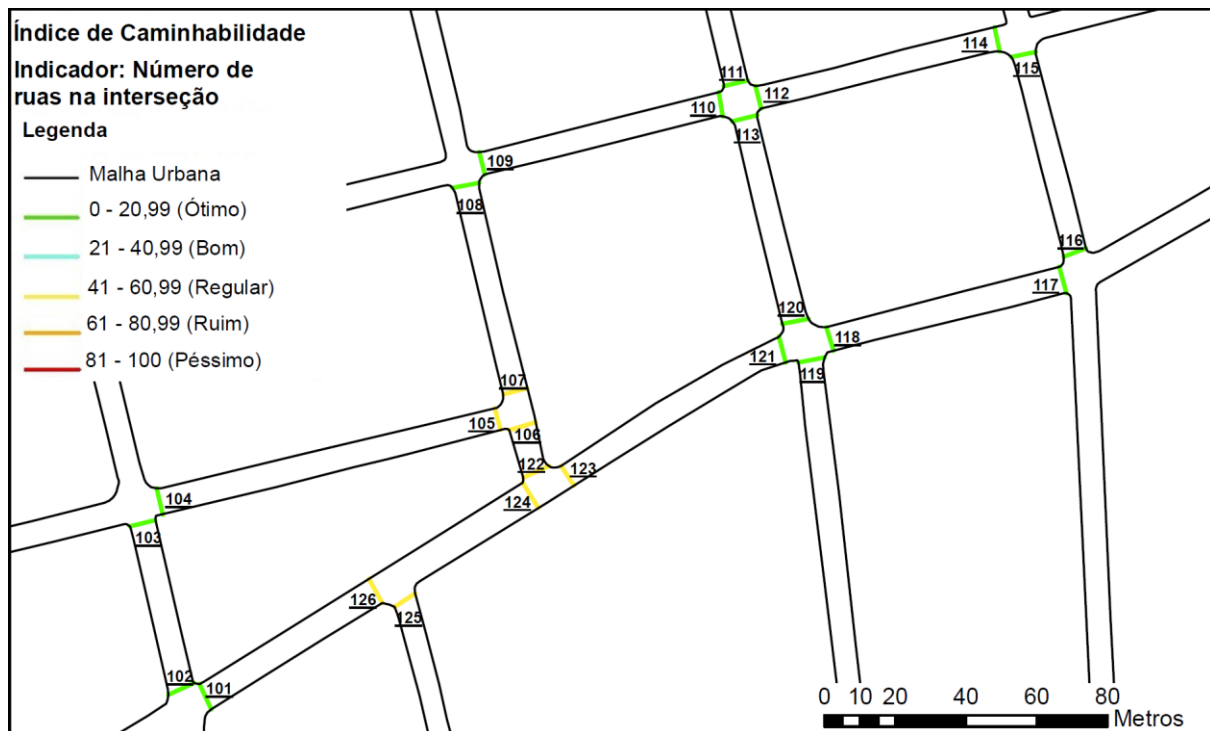 Índice de Caminhabilidade
Indicador: Número de
ruas na interseção
Legenda
Malha Urbana
0 - 20,99 (Ótimo)
21 - 40,99 (Bom)
41 - 60,99 (Regular)
61 - 80,99 (Ruim)
81 - 100 (Péssimo)
114
115
111
112
110
113
109
108
116
117
120
118
121
119
107
105
106
122
123
124
104
103
126
125
102
101
0 10 20 40 60 80
Metros